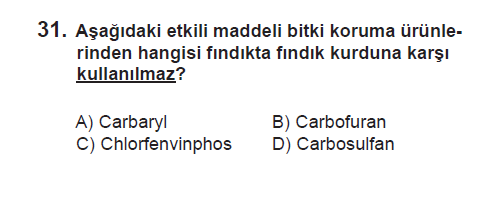 31. Aşağıdaki etkili maddeli bitki koruma ürünle-
rinden hangisi fındıkta fındık kurduna karşı
kullanılmaz?
A) Carbaryl B) Carbofuran
C) Chlorfenvinphos D) Carbosulfan